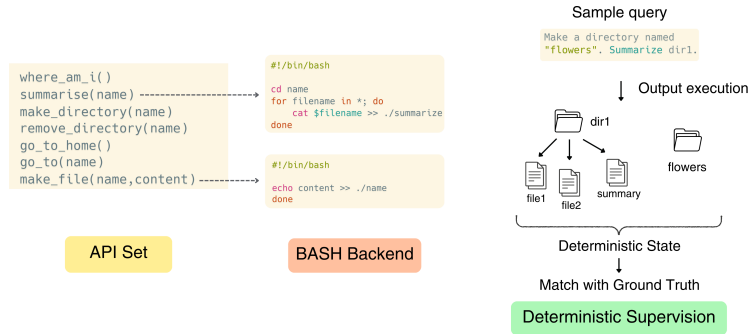 where_am_i()
summarise(name)
make_directory(name)
remove_directory(name)
go_to_home()
go_to(name)
make_file(name,content)
API Set
#!/bin/bash
cd name
for filename in *; do
cat $filename >> ./summarize
done
#!/bin/bash
echo content >> ./name
done
BASH Backend
Sample query
Make a directory named
"flowers". Summarize dir1.
Output execution
dir1
flowers
file1
file2
summary
Deterministic State
Match with Ground Truth
Deterministic Supervision